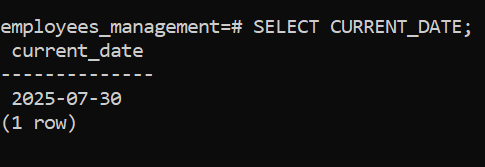 employees_management=# SELECT CURRENT_DATE;
 current_date
--------------
 2025-07-30
(1 row)